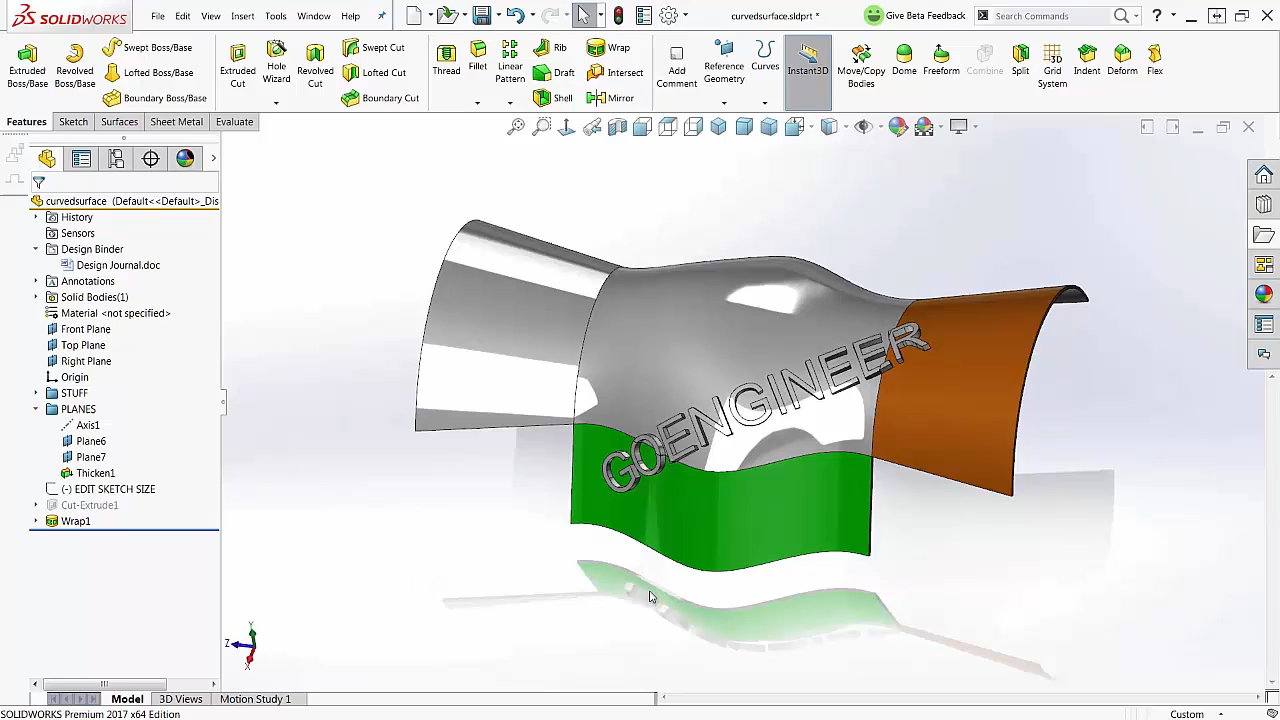 SOLIDWORKS File Edit View Insert Tools Window Help curvedsurface.sldprt * Give Beta Feedback Search Commands ?
Extruded Boss/Base
Revolved Boss/Base
Swept Boss/Base
Lofted Boss/Base
Boundary Boss/Base
Extruded Cut
Hole Wizard
Revolved Cut
Swept Cut
Lofted Cut
Boundary Cut
Thread
Fillet
Linear Pattern
Rib
Draft
Shell
Wrap
Intersect
Mirror
Add Comment
Reference Geometry
Curves
Instant3D
Move/Copy Bodies
Dome
Freeform
Combine
Split
Grid System
Indent
Deform
Flex
Features Sketch Surfaces Sheet Metal Evaluate
curvedsurface (Default<<Default>_Dis
History
Sensors
Design Binder
Design Journal.doc
Annotations
Solid Bodies(1)
Material <not specified>
Front Plane
Top Plane
Right Plane
Origin
STUFF
PLANES
Axis1
Plane6
Plane7
Thicken1
(-) EDIT SKETCH SIZE
Cut-Extrude1
Wrap1
GOENGINEER
Y
Z
X
Model 3D Views Motion Study 1
SOLIDWORKS Premium 2017 x64 Edition Custom